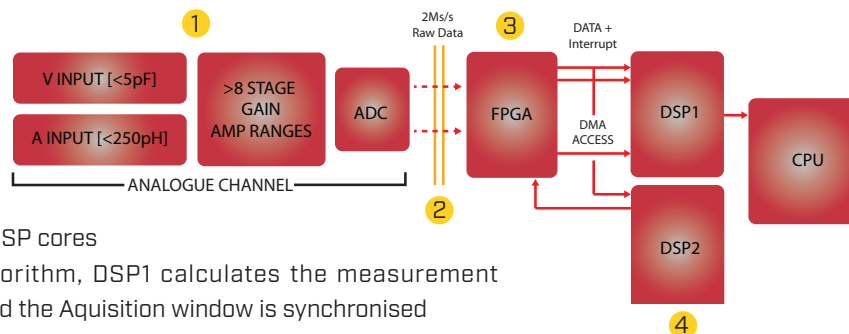 1
2Ms/s
Raw Data
3
DATA +
Interrupt
V INPUT [<5pF]
A INPUT [<250pH]
>8 STAGE
GAIN
AMP RANGES
ADC
FPGA
DMA
ACCESS
DSP1
CPU
ANALOGUE CHANNEL
2
DSP2
4
SP cores
orithm, DSP1 calculates the measurement
d the Aquisition window is synchronised